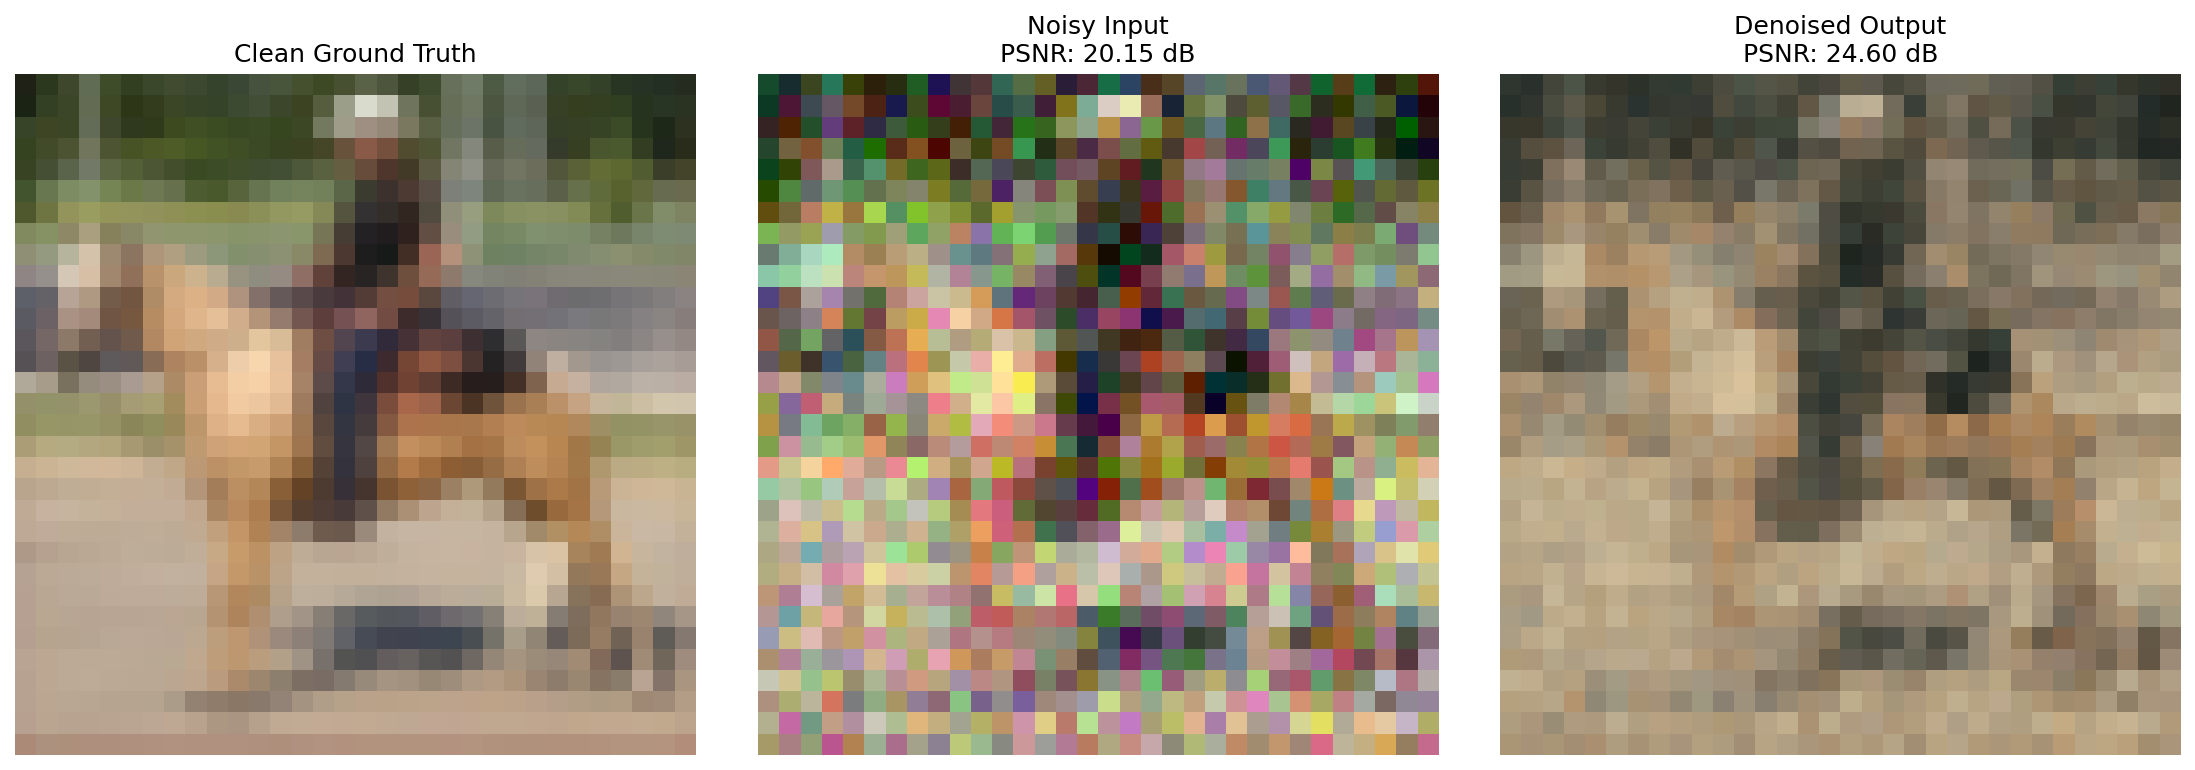 Clean Ground Truth
Noisy Input
PSNR: 20.15 dB
Denoised Output
PSNR: 24.60 dB